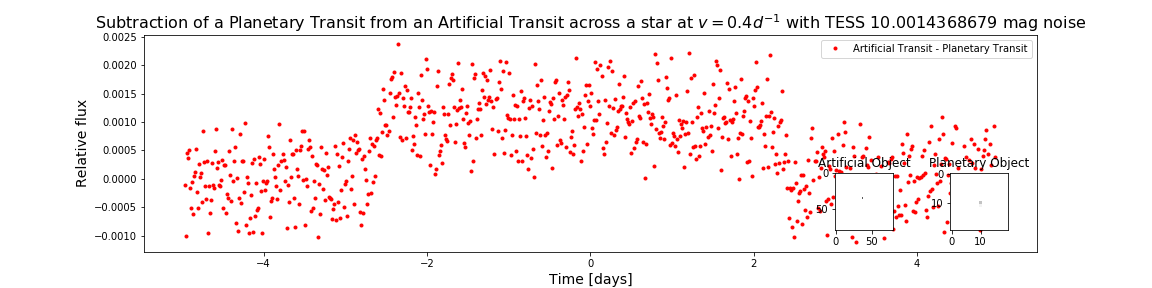 Subtraction of a Planetary Transit from an Artificial Transit across a star at v = 0.4d⁻¹ with TESS 10.0014368679 mag noise
Artificial Transit - Planetary Transit
Relative flux
0.0025
0.0020
0.0015
0.0010
0.0005
0.0000
−0.0005
−0.0010
Artificial Object
0
50
0 50
Planetary Object
0
10
0 10
−4 −2 0 2 4
Time [days]